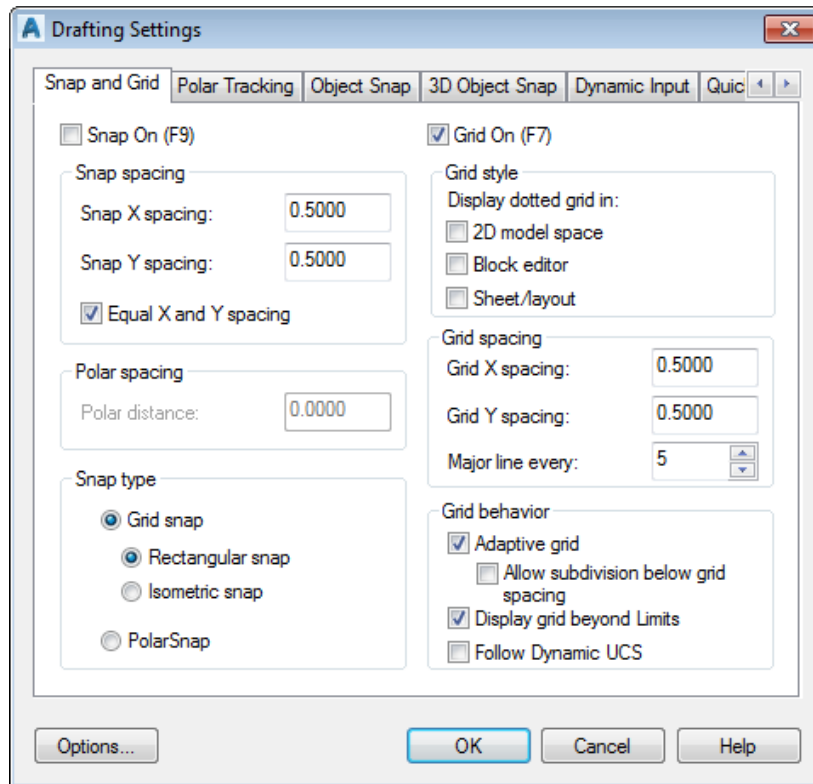 Drafting Settings
Snap and Grid Polar Tracking Object Snap 3D Object Snap Dynamic Input Quic
Snap On (F9)
Snap spacing
Snap X spacing: 0.5000
Snap Y spacing: 0.5000
Equal X and Y spacing
Polar spacing
Polar distance: 0.0000
Snap type
Grid snap
Rectangular snap
Isometric snap
PolarSnap
Grid On (F7)
Grid style
Display dotted grid in:
2D model space
Block editor
Sheet/layout
Grid spacing
Grid X spacing: 0.5000
Grid Y spacing: 0.5000
Major line every: 5
Grid behavior
Adaptive grid
Allow subdivision below grid
spacing
Display grid beyond Limits
Follow Dynamic UCS
Options... OK Cancel Help